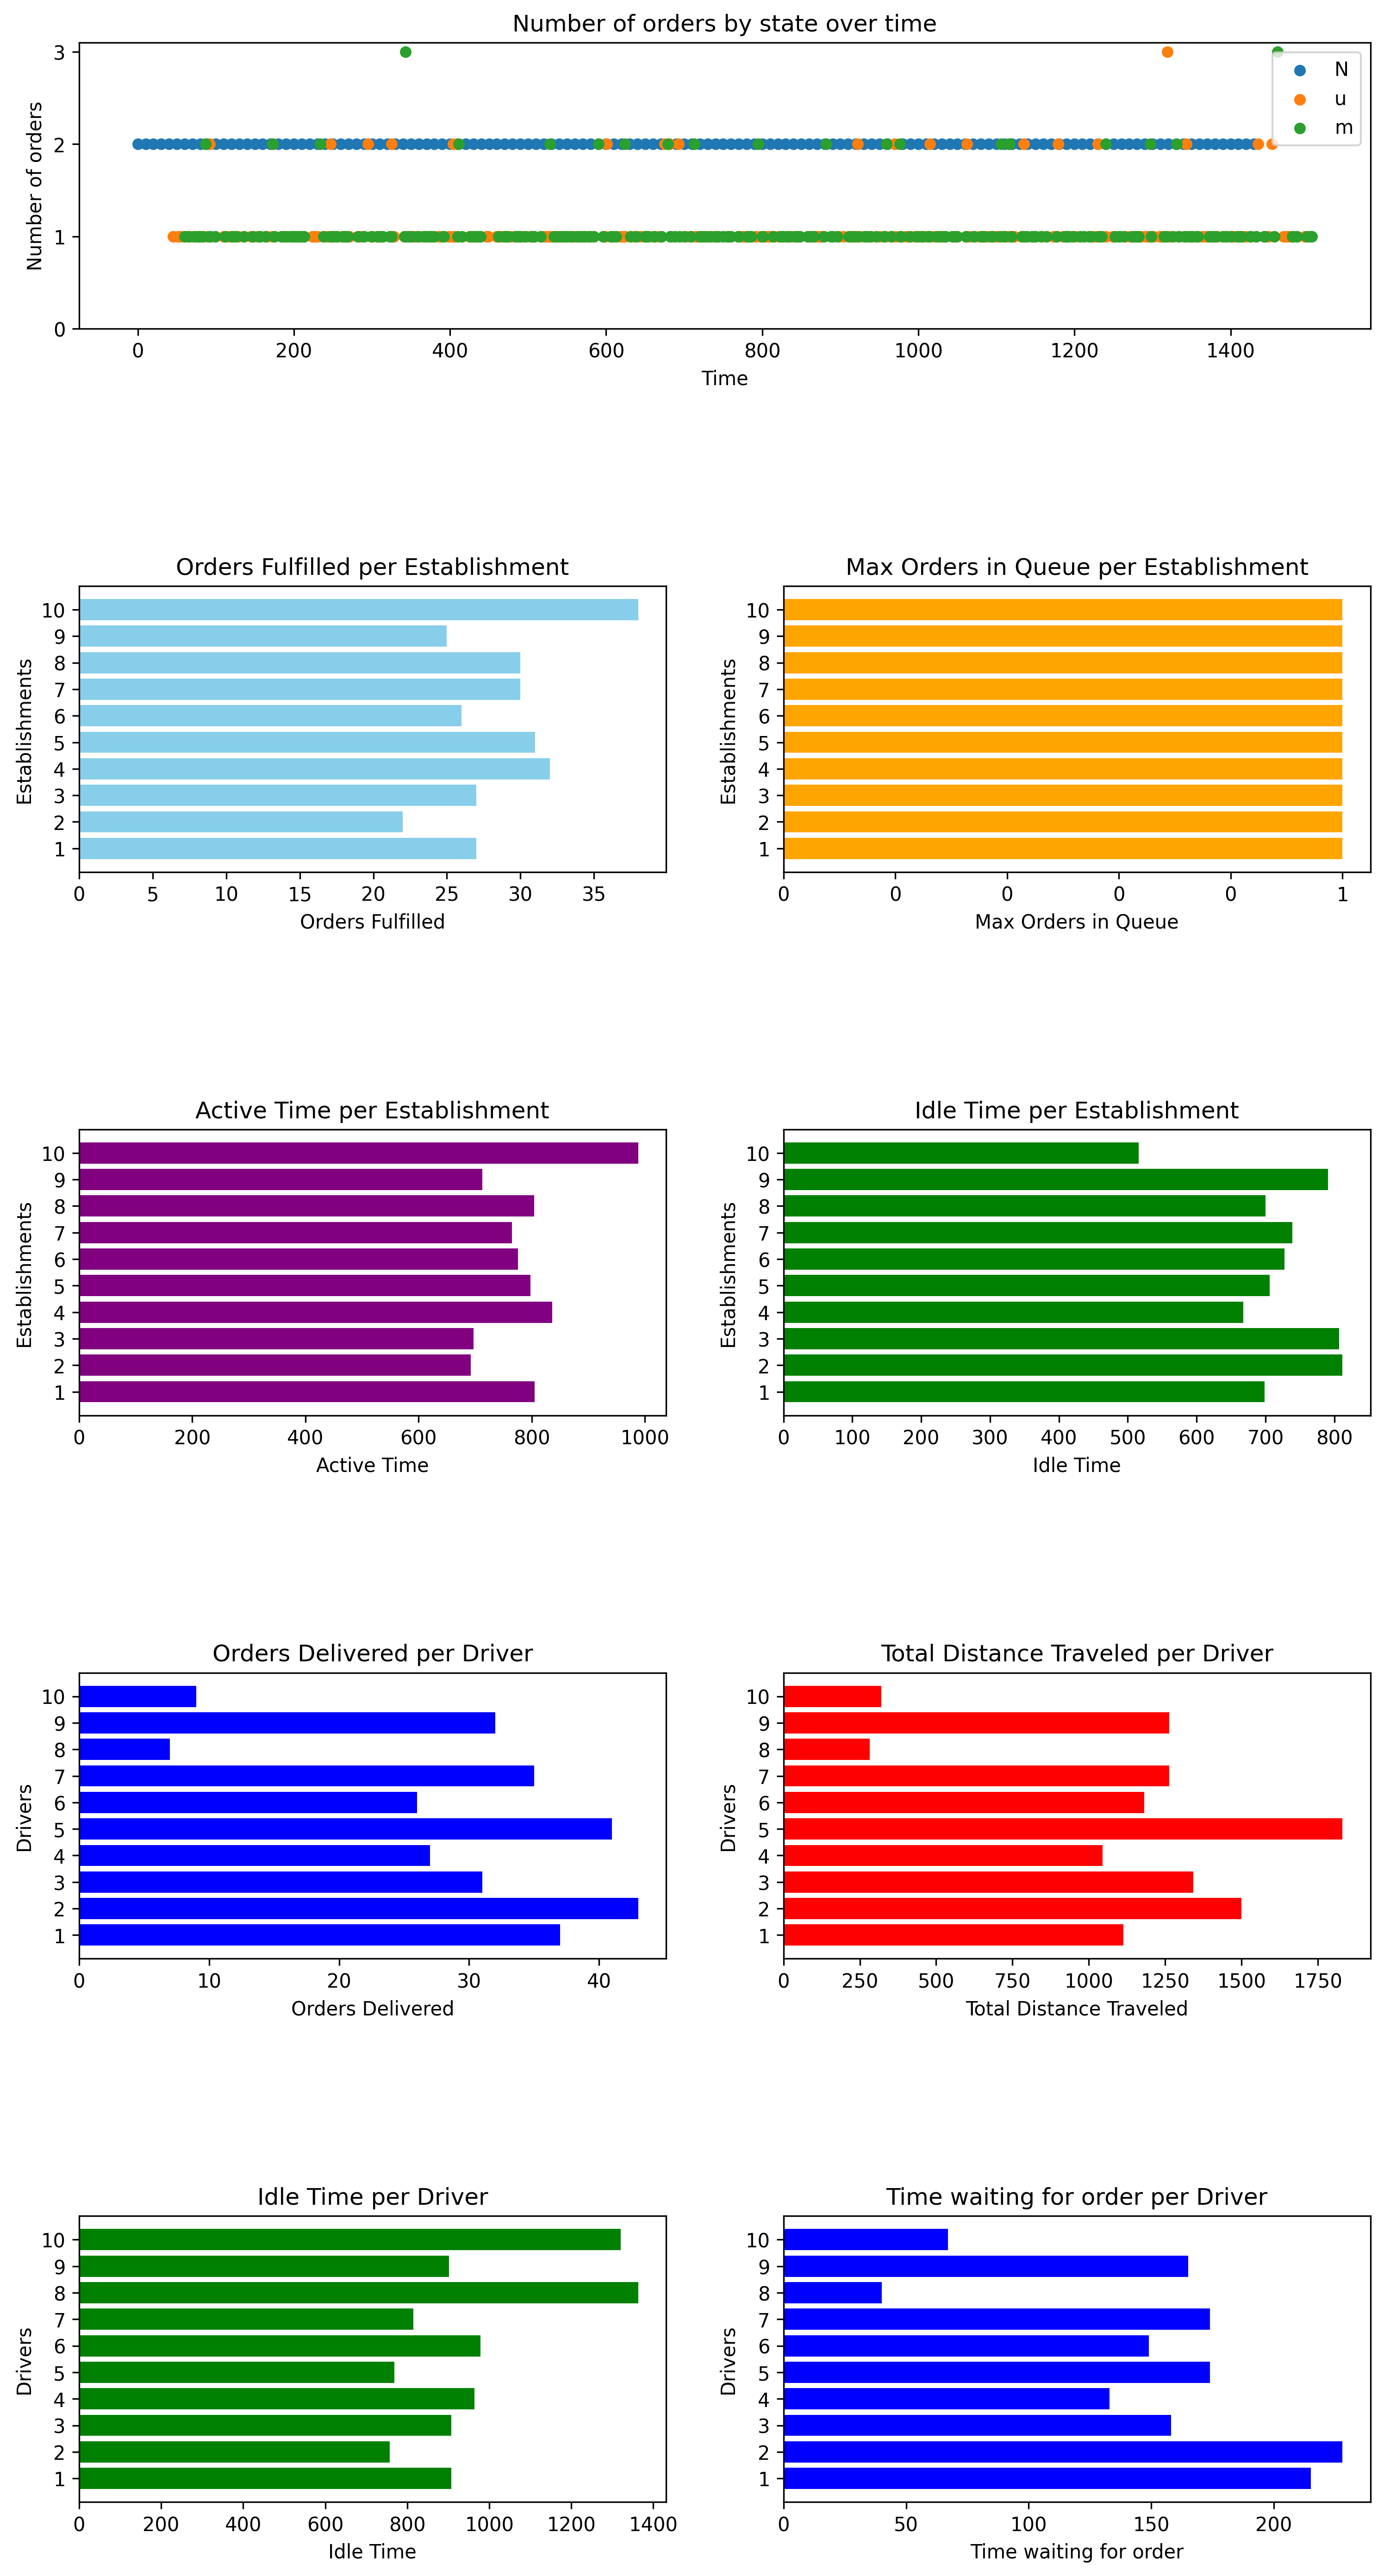 Number of orders by state over time
3
2
1
0
Number of orders
N
u
m
0 200 400 600 800 1000 1200 1400
Time
Orders Fulfilled per Establishment
10
9
8
7
6
5
4
3
2
1
Establishments
0 5 10 15 20 25 30 35
Orders Fulfilled
Max Orders in Queue per Establishment
10
9
8
7
6
5
4
3
2
1
Establishments
0 0 0 0 0 1
Max Orders in Queue
Active Time per Establishment
10
9
8
7
6
5
4
3
2
1
Establishments
0 200 400 600 800 1000
Active Time
Idle Time per Establishment
10
9
8
7
6
5
4
3
2
1
Establishments
0 100 200 300 400 500 600 700 800
Idle Time
Orders Delivered per Driver
10
9
8
7
6
5
4
3
2
1
Drivers
0 10 20 30 40
Orders Delivered
Total Distance Traveled per Driver
10
9
8
7
6
5
4
3
2
1
Drivers
0 250 500 750 1000 1250 1500 1750
Total Distance Traveled
Idle Time per Driver
10
9
8
7
6
5
4
3
2
1
Drivers
0 200 400 600 800 1000 1200 1400
Idle Time
Time waiting for order per Driver
10
9
8
7
6
5
4
3
2
1
Drivers
0 50 100 150 200
Time waiting for order